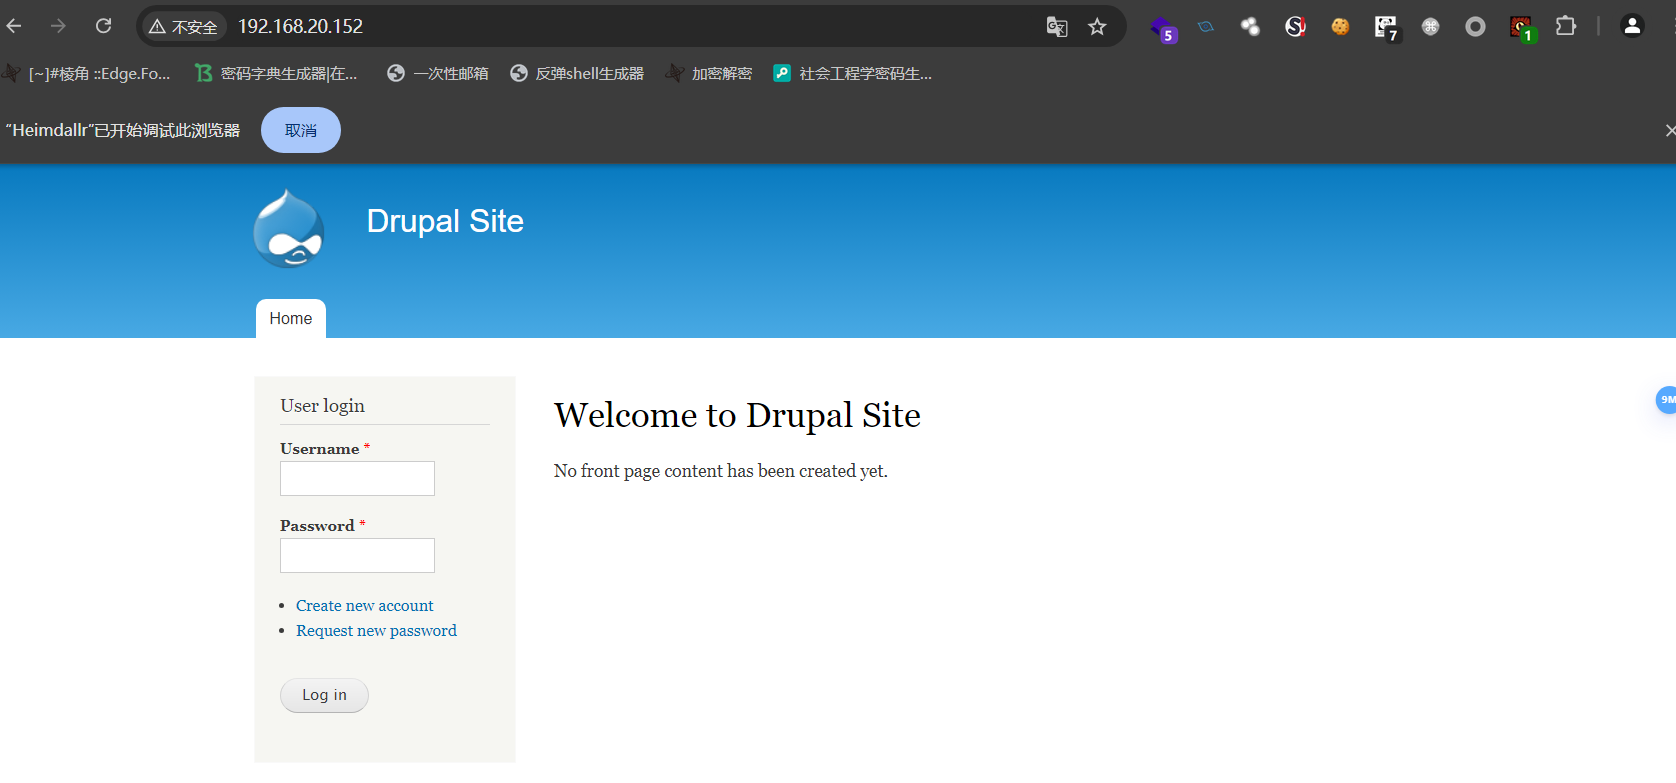 不安全 192.168.20.152
5 7 1
[~]#棱角 ::Edge.Fo... 密码字典生成器|在... 一次性邮箱 反弹shell生成器 加密解密 社会工程学密码生...
“Heimdallr”已开始调试此浏览器 取消
Drupal Site
Home
9M
User login
Welcome to Drupal Site
Username *
No front page content has been created yet.
Password *
Create new account
Request new password
Log in